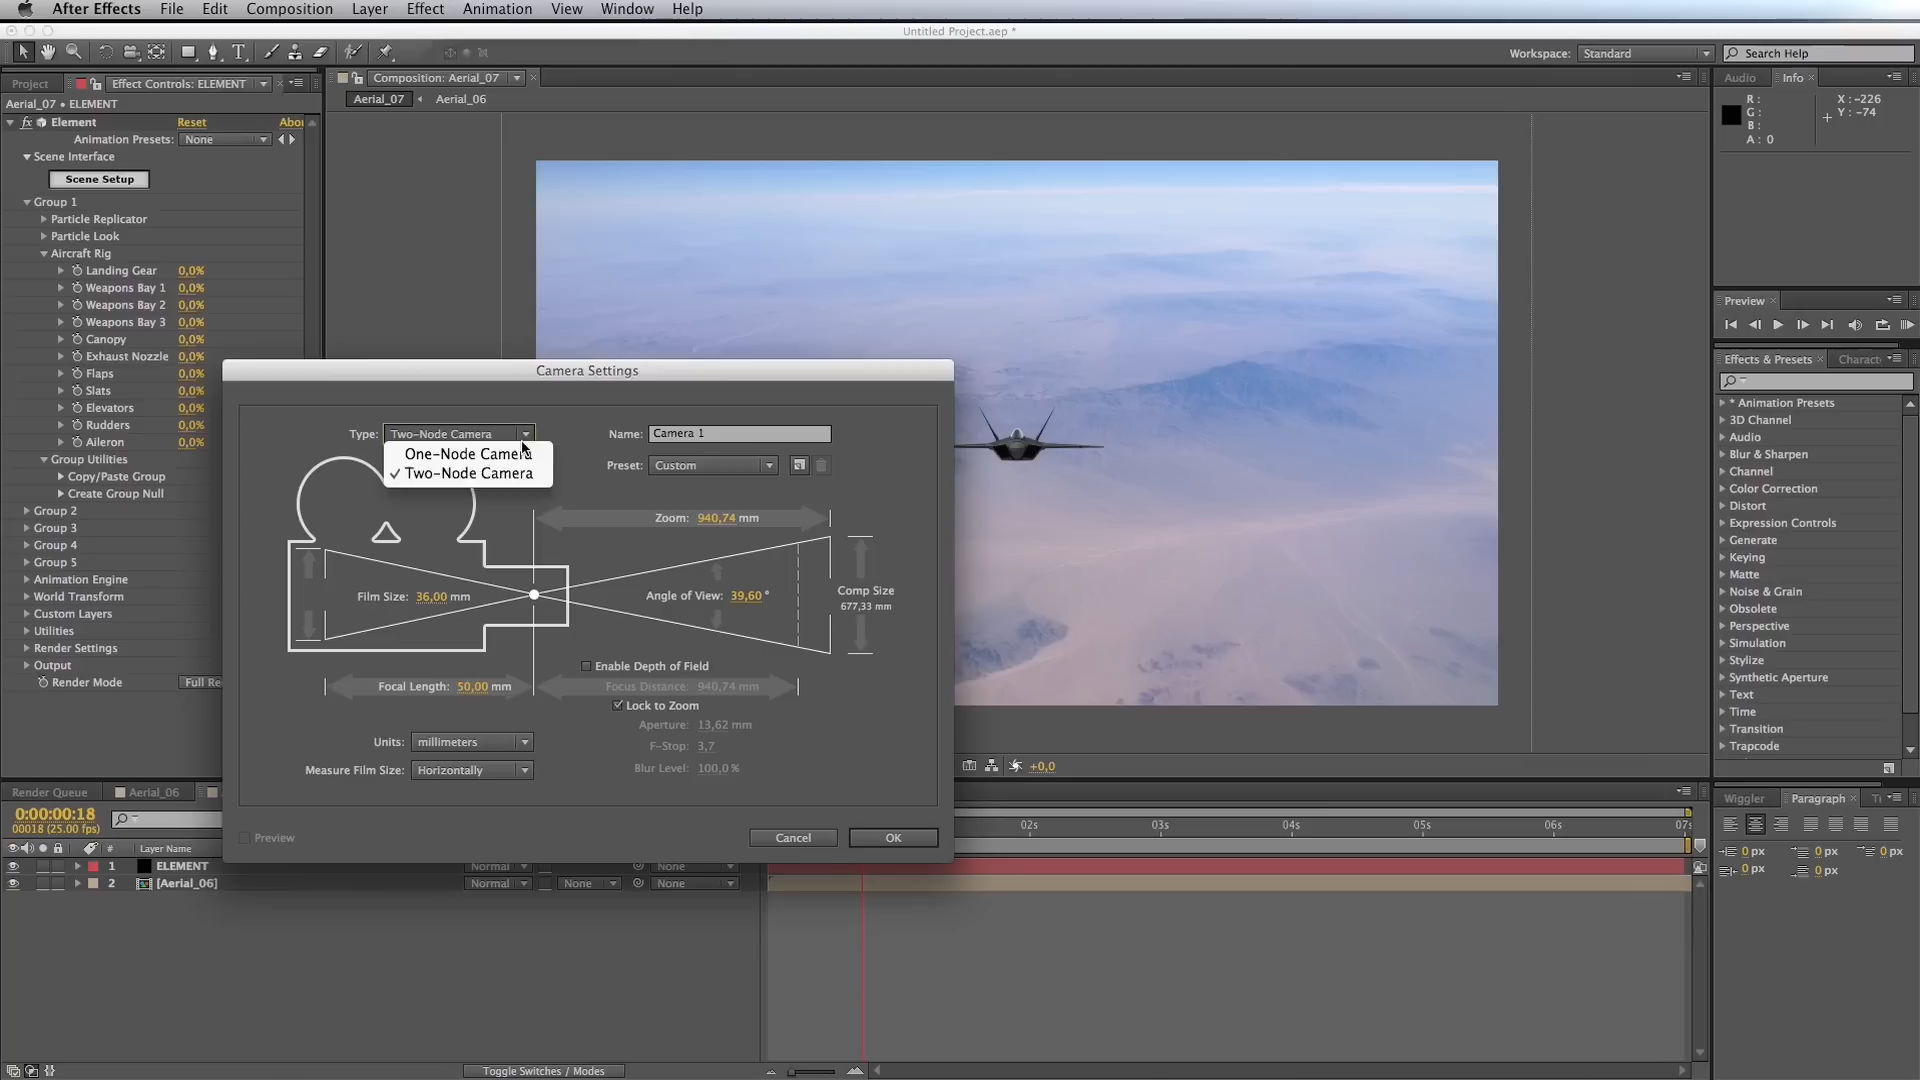 After Effects File Edit Composition Layer Effect Animation View Window Help
Untitled Project.aep *
T Workspace: Standard Search Help
Project Effect Controls: ELEMENT
Composition: Aerial_07
Audio Info
Aerial_07 • ELEMENT
Aerial_07 Aerial_06
R: X: -226
G: Y: -74
B:
A: 0
fx Element Reset
Animation Presets: None
Scene Interface
Scene Setup
Group 1
Particle Replicator
Particle Look
Aircraft Rig
Landing Gear 0,0%
Weapons Bay 1 0,0%
Weapons Bay 2 0,0%
Weapons Bay 3 0,0%
Canopy 0,0%
Exhaust Nozzle 0,0%
Flaps 0,0%
Slats 0,0%
Elevators 0,0%
Rudders 0,0%
Aileron 0,0%
Group Utilities
Copy/Paste Group
Create Group Null
Group 2
Group 3
Group 4
Group 5
Animation Engine
World Transform
Custom Layers
Utilities
Render Settings
Output
Render Mode Full Re
Camera Settings
Type: Two-Node Camera
One-Node Camera
Two-Node Camera
Name: Camera 1
Preset: Custom
Zoom: 940,74 mm
Film Size: 36,00 mm
Angle of View: 39,60 °
Comp Size
677,33 mm
Enable Depth of Field
Focal Length: 50,00 mm
Focus Distance: 940,74 mm
Lock to Zoom
Aperture: 13,62 mm
F-Stop: 3,7
Blur Level: 100,0 %
Units: millimeters
Measure Film Size: Horizontally
Preview
Cancel OK
+0,0
Preview
Effects & Presets Charact
* Animation Presets
3D Channel
Audio
Blur & Sharpen
Channel
Color Correction
Distort
Expression Controls
Generate
Keying
Matte
Noise & Grain
Obsolete
Perspective
Simulation
Stylize
Synthetic Aperture
Text
Time
Transition
Trapcode
Wiggler Paragraph
0 px 0 px 0 px
0 px 0 px
Render Queue Aerial_06
0:00:00:18
00018 (25.00 fps)
02s 03s 04s 05s 06s 07s
# Layer Name
1 ELEMENT Normal None
2 [Aerial_06] Normal None None
Toggle Switches / Modes